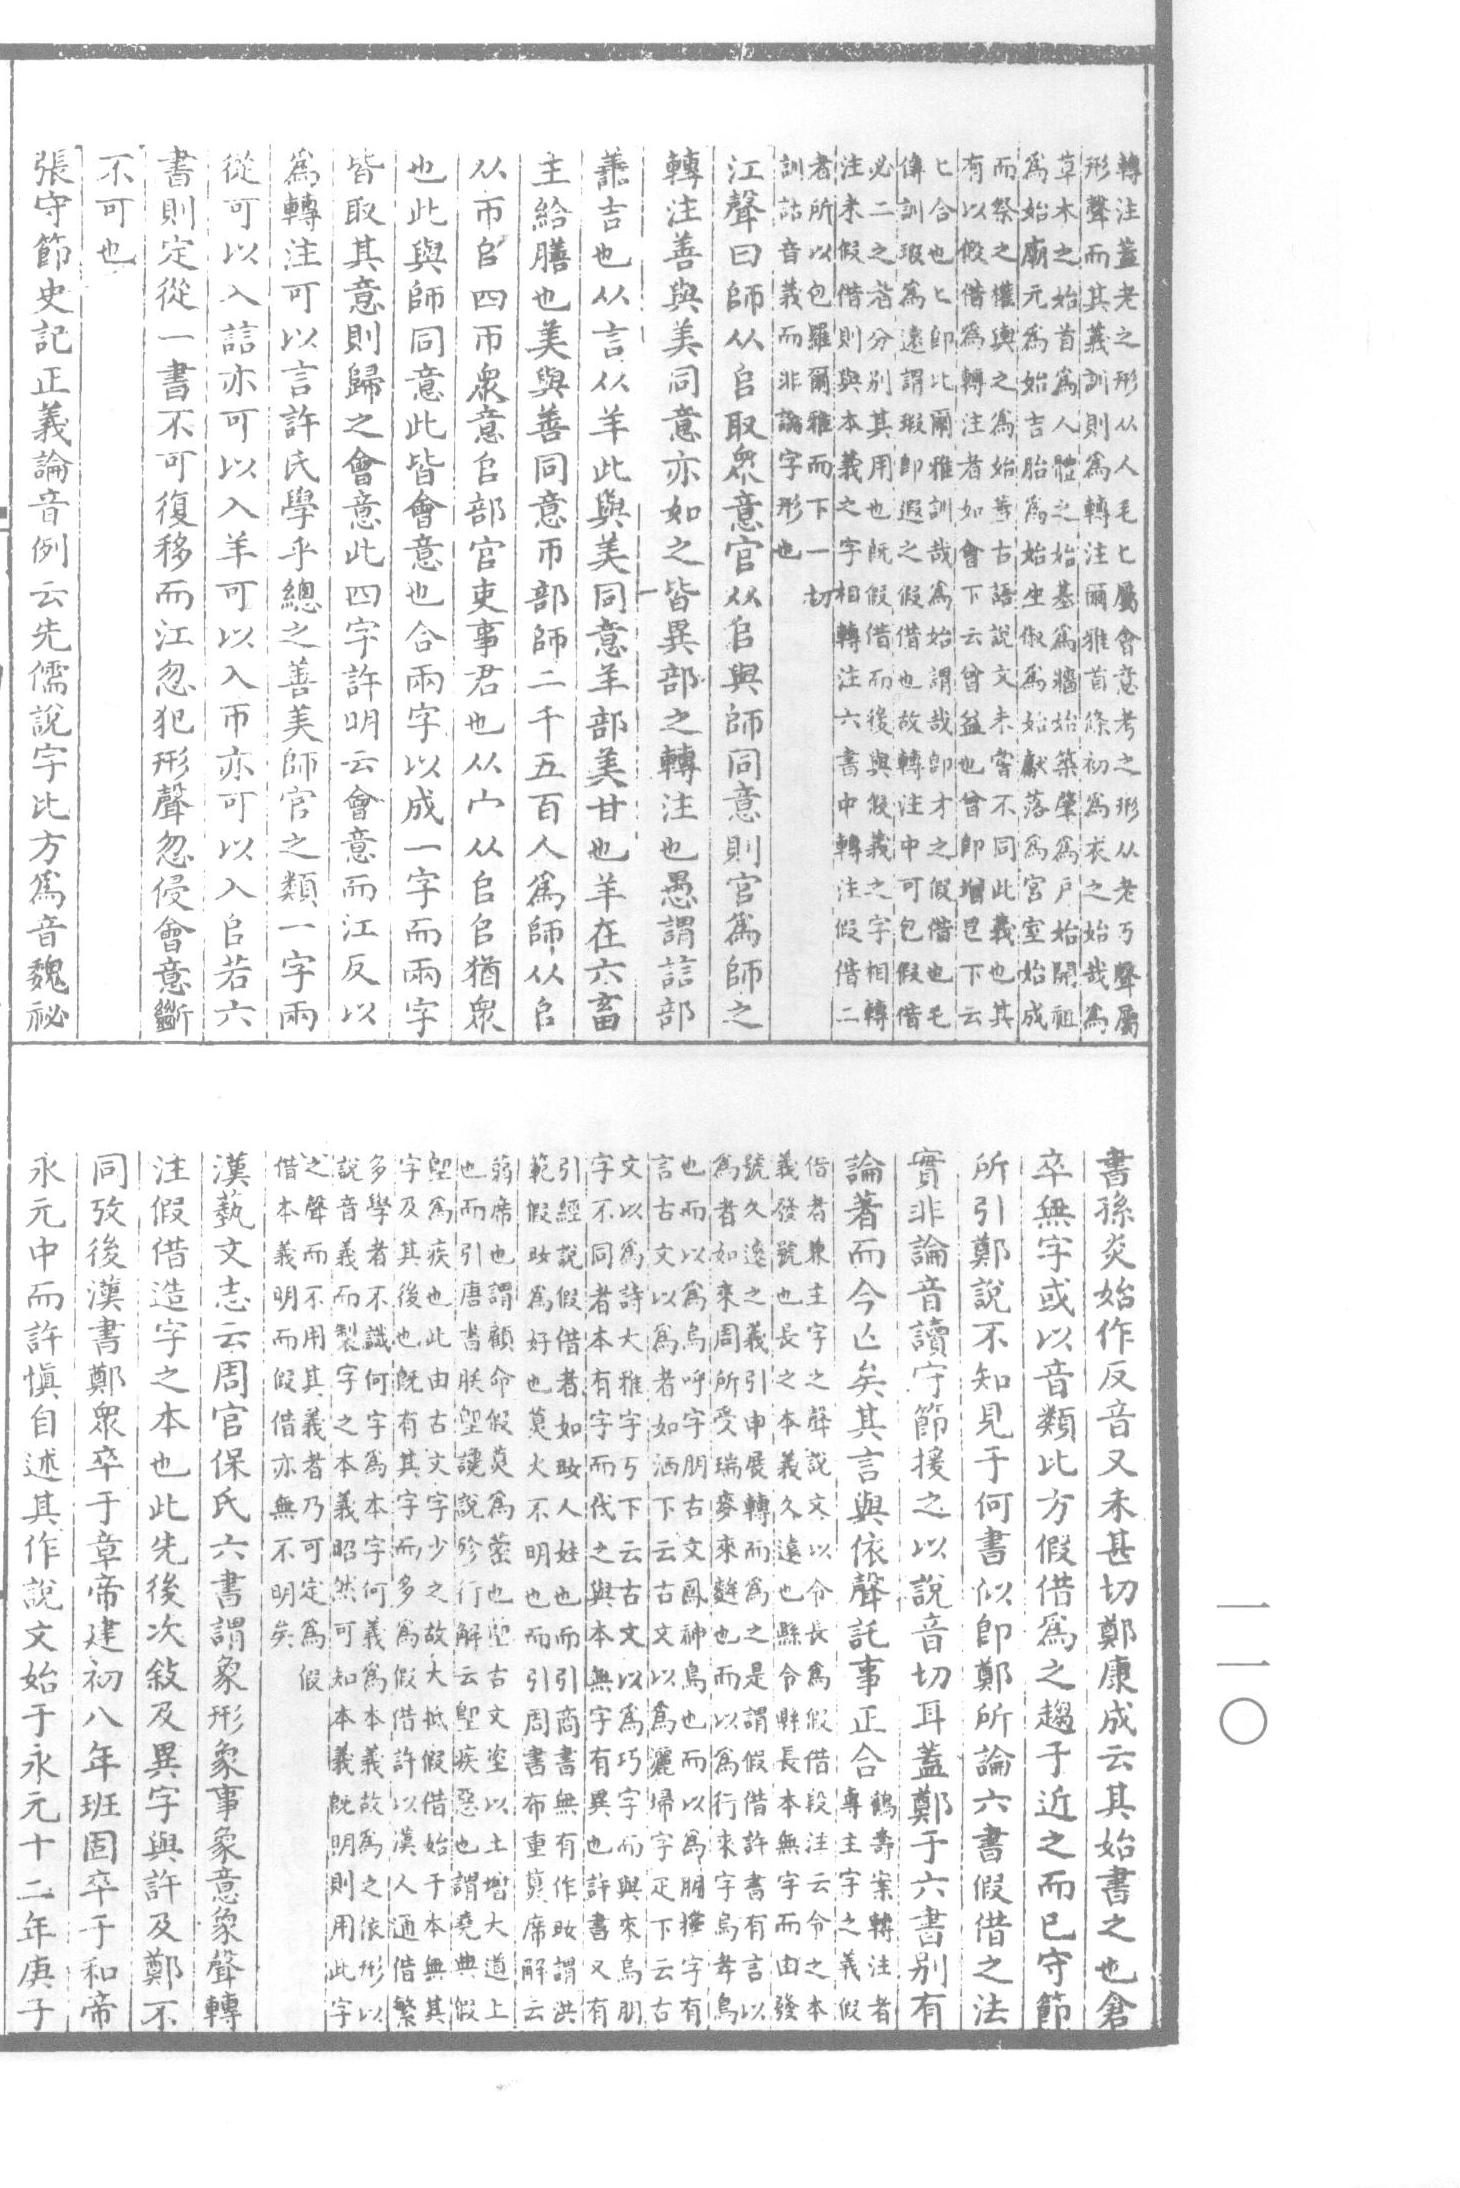 轉注蓋老之形从人毛匕屬會意考之形从老丂聲屬
形聲而其義訓則爲轉注爾雅首條初爲衣之始哉爲
草木之始首爲人體之始基爲牆始築肇爲戶始開祖
爲始廟元爲始吉胎爲始生俶爲始獻落爲宮室始成
而祭之權輿之爲始蓋古語說文未嘗不同此義也其
有以假借爲轉注者如會下云曾益也曾卽增皀下云
匕合也匕卽比爾雅訓哉爲始謂哉卽才之假借也毛
傳訓瑕爲遠謂瑕卽遐之假借也故轉注中可包假借
必二之者分別其用也旣假借而後與假義之字相轉
注未假借則與本義之字相轉注六書中轉注假借二
者所以包羅爾雅而下一切
訓詁音義而非論字形也
江聲曰師从𠂤取眾意官从𠂤與師同意則官爲師之
轉注善與美同意亦如之皆異部之轉注也愚謂誩部
譱吉也从言从羊此與美同意羊部美甘也羊在六畜
主給膳也美與善同意帀部師二千五百人爲師从𠂤
从帀𠂤四帀眾意𠂤部官吏事君也从宀从𠂤𠂤猶眾
也此與師同意此皆會意也合兩字以成一字而兩字
皆取其意則歸之會意此四字許明云會意而江反以
爲轉注可以言許氏學乎總之善美師官之類一字兩
從可以入誩亦可以入羊可以入帀亦可以入𠂤若六
書則定從一書不可復移而江忽犯形聲忽侵會意斷
不可也
張守節史記正義論音例云先儒說字比方爲音魏祕
書孫炎始作反音又未甚切鄭康成云其始書之也倉
卒無字或以音類比方假借爲之趨于近之而已守節
所引鄭說不知見于何書似卽鄭所論六書假借之法
實非論音讀守節援之以說音切耳蓋鄭于六書別有
論著而今亾矣其言與依聲託事正合鶴壽案轉注者專主字之義假
借者兼主字之聲說文以令長爲假借段注云令之本
義發號也長之本義久遠也縣令縣長本無字而由發
號久遠之義引申展轉而爲之是謂假借許書有言以
爲者如來周所受瑞麥來麰也而以爲行來字烏孝鳥
也而以爲烏呼字朋古文鳳神鳥也而以爲朋攩字有
言古文以爲者如洒下云古文以爲灑埽字疋下云古
文以爲詩大雅字丂下云古文以爲巧字而與來烏朋
字不同者本有字而代之與本無字有異也許書又有
引經說假借者如𡚽人姓也而引商書無有作𡚽謂洪
範假𡚽爲好也莫火不明也而引周書布重莫席解云
蒻席也謂顧命假莫爲蔤也堲古文垐以土增大道上
也而引唐書朕堲讒說殄行解云堲疾惡也謂堯典假
堲爲疾也此由古文字少之故大抵假借始于本無其
字及其後也旣有其字而多爲假借許以漢人通借繁
多學者不識何字爲本字何義爲本義故爲之依形以
說音義而製字之本義昭然可知本義旣明則用此字
之聲而不用其義者乃可定爲假
借本義明而假借亦無不明矣
漢藝文志云周官保氏六書謂象形象事象意象聲轉
注假借造字之本也此先後次敘及異字與許及鄭不
同攷後漢書鄭眾卒于章帝建初八年班固卒于和帝
永元中而許愼自述其作說文始于永元十二年庚子
一一〇